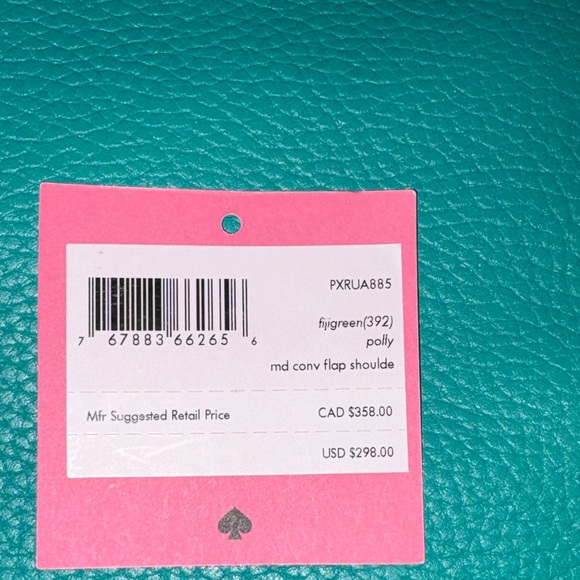 PXRUA885
7 67883 66265 6
fijigreen(392)
polly
md conv flap shoulde
Mfr Suggested Retail Price CAD $358.00
USD $298.00